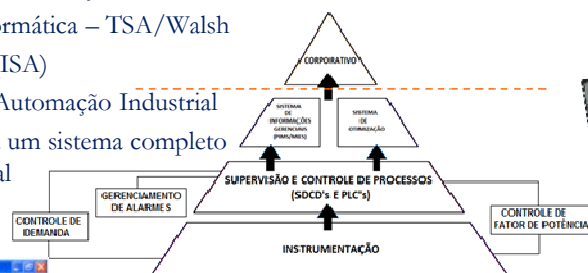 ormática – TSA/Walsh
ISA)
Automação Industrial
um sistema completo
al
CORPORATIVO
SISTEMA
DE
INFORMAÇÕES
GERENCIAIS
(PIMS/MES)
SISTEMA
DE
OTIMIZAÇÃO
SUPERVISÃO E CONTROLE DE PROCESSOS
(SDCD's E PLC's)
GERENCIAMENTO
DE ALARMES
CONTROLE DE
DEMANDA
CONTROLE DE
FATOR DE POTÊNCIA
INSTRUMENTAÇÃO